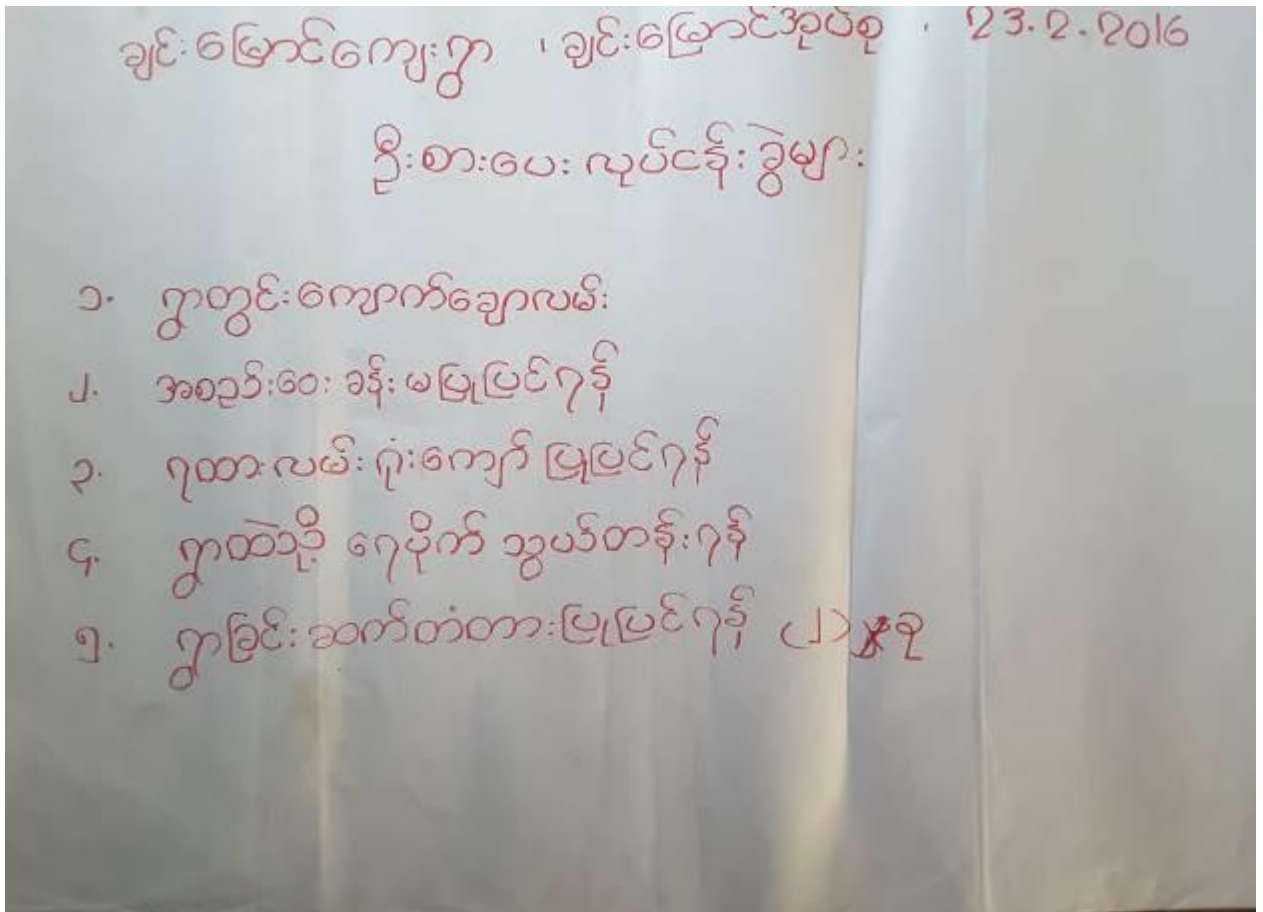 ချင်းမြောင်ကျေးရွာ ၊ ချင်းမြောင်အုပ်စု . 23.2.2016
ဦးစားပေး လုပ်ငန်းခွဲများ
၁. ရွာတွင်းကျောက်ချောလမ်း
၂. အစည်းဝေး ခန်းမပြုပြင်ရန်
၃. ရထားလမ်း ဂုံးကျော် ပြုပြင်ရန်
၄. ရွာထဲသို့ ရေပိုက် သွယ်တန်းရန်
၅. ရွာခြင်းဆက်တံတားပြုပြင်ရန် (၂) ခု